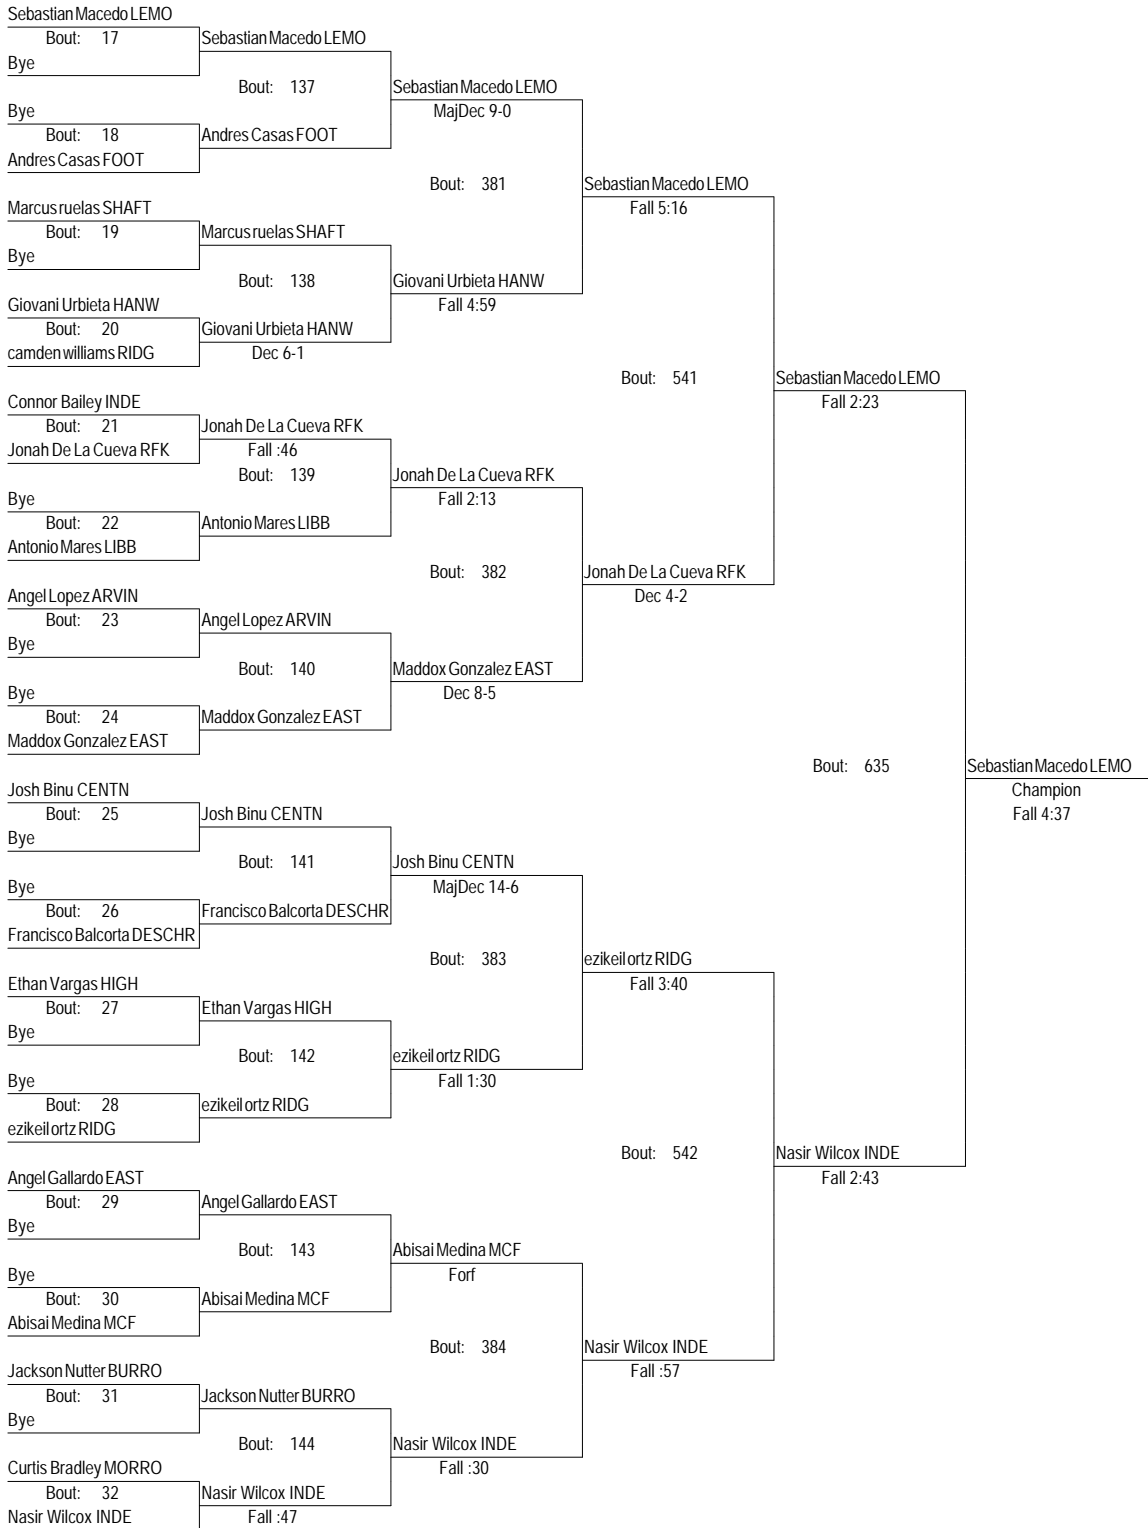 Sebastian Macedo LEMO
Bout: 17 Sebastian Macedo LEMO
Bye
Bout: 137 Sebastian Macedo LEMO
Bye MajDec 9-0
Bout: 18 Andres Casas FOOT
Andres Casas FOOT
Bout: 381 Sebastian Macedo LEMO
Marcus ruelas SHAFT Fall 5:16
Bout: 19 Marcus ruelas SHAFT
Bye
Bout: 138 Giovani Urbieta HANW
Giovani Urbieta HANW Fall 4:59
Bout: 20 Giovani Urbieta HANW
camden williams RIDG Dec 6-1
Bout: 541 Sebastian Macedo LEMO
Connor Bailey INDE Fall 2:23
Bout: 21 Jonah De La Cueva RFK
Jonah De La Cueva RFK Fall :46
Bout: 139 Jonah De La Cueva RFK
Bye Fall 2:13
Bout: 22 Antonio Mares LIBB
Antonio Mares LIBB
Bout: 382 Jonah De La Cueva RFK
Angel Lopez ARVIN Dec 4-2
Bout: 23 Angel Lopez ARVIN
Bye
Bout: 140 Maddox Gonzalez EAST
Bye Dec 8-5
Bout: 24 Maddox Gonzalez EAST
Maddox Gonzalez EAST
Bout: 635 Sebastian Macedo LEMO
Josh Binu CENTN Champion
Bout: 25 Josh Binu CENTN Fall 4:37
Bye
Bout: 141 Josh Binu CENTN
Bye MajDec 14-6
Bout: 26 Francisco Balcorta DESCHR
Francisco Balcorta DESCHR
Bout: 383 ezikeil ortz RIDG
Ethan Vargas HIGH Fall 3:40
Bout: 27 Ethan Vargas HIGH
Bye
Bout: 142 ezikeil ortz RIDG
Bye Fall 1:30
Bout: 28 ezikeil ortz RIDG
ezikeil ortz RIDG
Bout: 542 Nasir Wilcox INDE
Angel Gallardo EAST Fall 2:43
Bout: 29 Angel Gallardo EAST
Bye
Bout: 143 Abisai Medina MCF
Bye Forf
Bout: 30 Abisai Medina MCF
Abisai Medina MCF
Bout: 384 Nasir Wilcox INDE
Jackson Nutter BURRO Fall :57
Bout: 31 Jackson Nutter BURRO
Bye
Bout: 144 Nasir Wilcox INDE
Curtis Bradley MORRO Fall :30
Bout: 32 Nasir Wilcox INDE
Nasir Wilcox INDE Fall :47